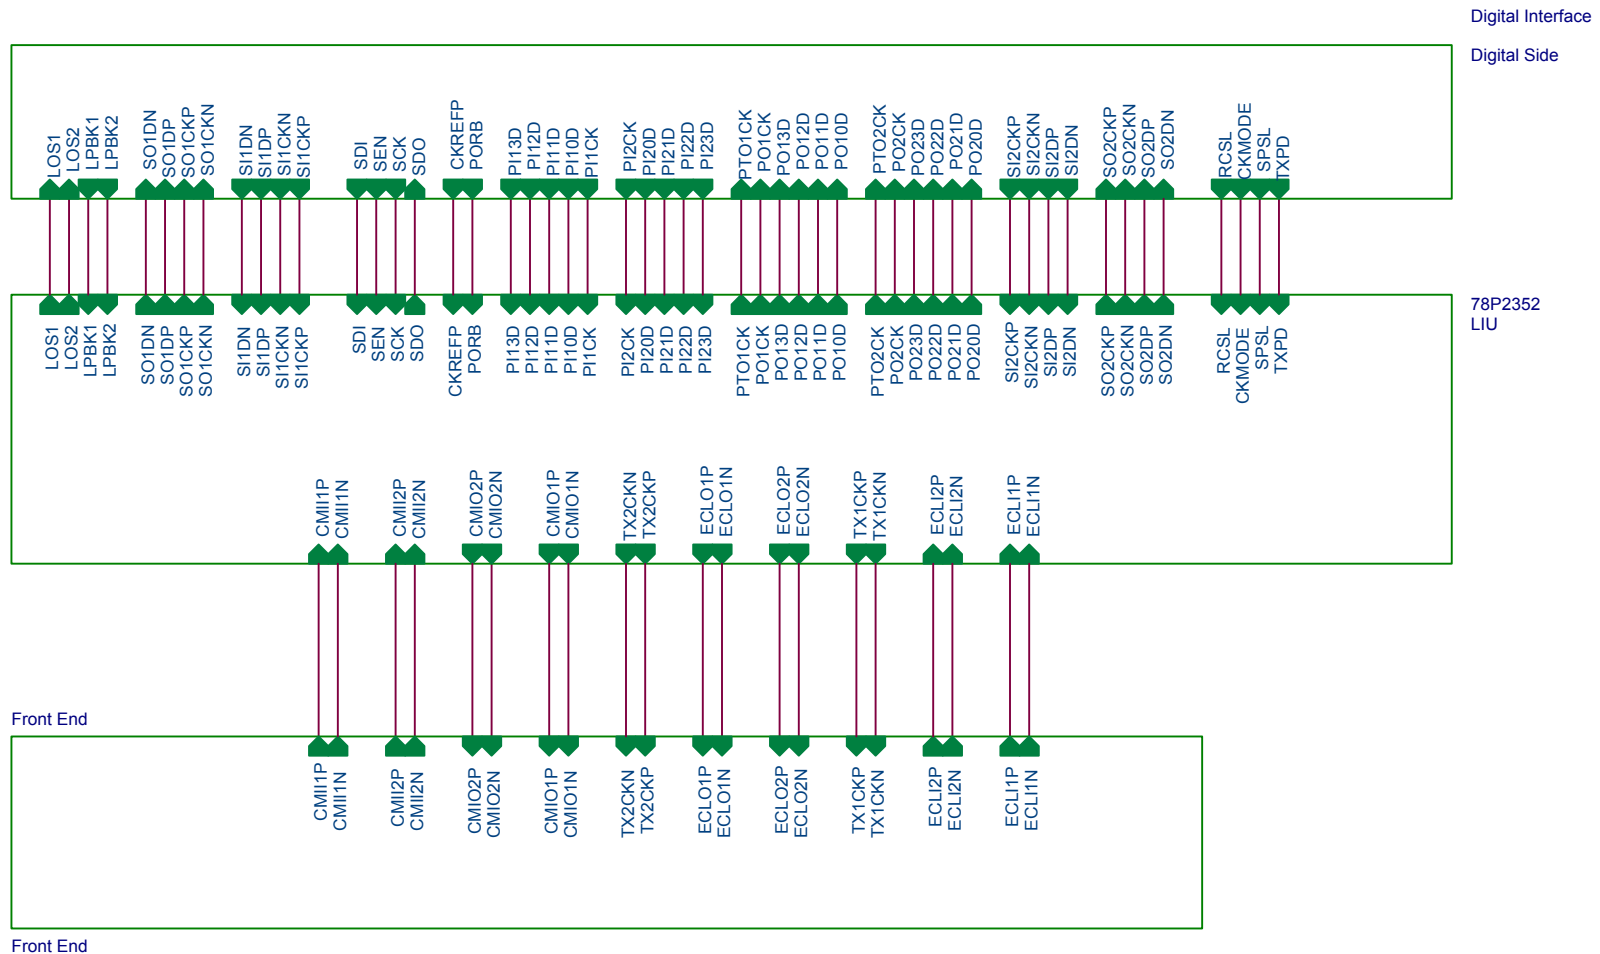 Digital Interface
Digital Side
LOS1
LOS2
LPBK1
LPBK2
SO1DN
SO1DP
SO1CKP
SO1CKN
SI1DN
SI1DP
SI1CKN
SI1CKP
SDI
SEN
SCK
SDO
CKREFP
PORB
PI13D
PI12D
PI11D
PI10D
PI1CK
PI2CK
PI20D
PI21D
PI22D
PI23D
PTO1CK
PO1CK
PO13D
PO12D
PO11D
PO10D
PTO2CK
PO2CK
PO23D
PO22D
PO21D
PO20D
SI2CKP
SI2CKN
SI2DP
SI2DN
SO2CKP
SO2CKN
SO2DP
SO2DN
RCSL
CKMODE
SPSL
TXPD
78P2352
LIU
LOS1
LOS2
LPBK1
LPBK2
SO1DN
SO1DP
SO1CKP
SO1CKN
SI1DN
SI1DP
SI1CKN
SI1CKP
SDI
SEN
SCK
SDO
CKREFP
PORB
PI13D
PI12D
PI11D
PI10D
PI1CK
PI2CK
PI20D
PI21D
PI22D
PI23D
PTO1CK
PO1CK
PO13D
PO12D
PO11D
PO10D
PTO2CK
PO2CK
PO23D
PO22D
PO21D
PO20D
SI2CKP
SI2CKN
SI2DP
SI2DN
SO2CKP
SO2CKN
SO2DP
SO2DN
RCSL
CKMODE
SPSL
TXPD
CMII1P
CMII1N
CMII2P
CMII2N
CMIO2P
CMIO2N
CMIO1P
CMIO1N
TX2CKN
TX2CKP
ECLO1P
ECLO1N
ECLO2P
ECLO2N
TX1CKP
TX1CKN
ECLI2P
ECLI2N
ECLI1P
ECLI1N
Front End
CMII1P
CMII1N
CMII2P
CMII2N
CMIO2P
CMIO2N
CMIO1P
CMIO1N
TX2CKN
TX2CKP
ECLO1P
ECLO1N
ECLO2P
ECLO2N
TX1CKP
TX1CKN
ECLI2P
ECLI2N
ECLI1P
ECLI1N
Front End